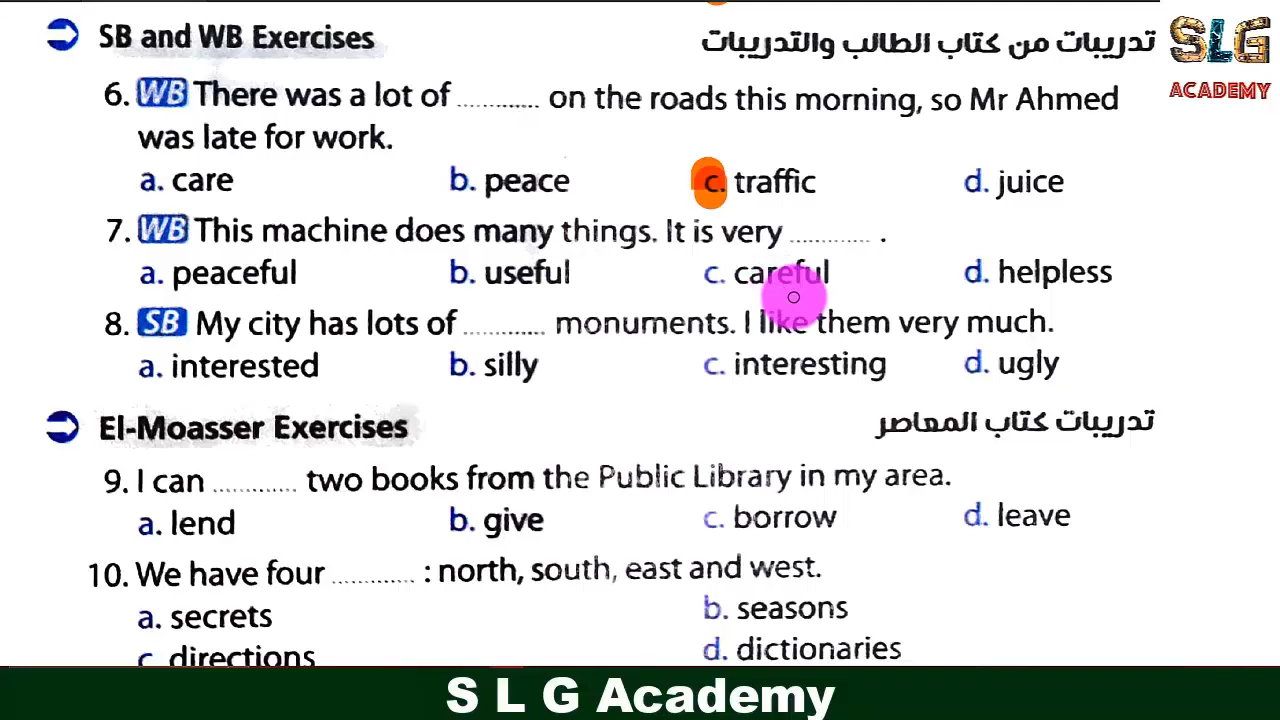 SLG
ACADEMY
SB and WB Exercises تدريبات من كتاب الطالب والتدريبات
6. WB There was a lot of ............ on the roads this morning, so Mr Ahmed
was late for work.
a. care b. peace c. traffic d. juice
7. WB This machine does many things. It is very ............ .
a. peaceful b. useful c. careful d. helpless
8. SB My city has lots of ............ monuments. I like them very much.
a. interested b. silly c. interesting d. ugly
El-Moasser Exercises تدريبات كتاب المعاصر
9. I can ............ two books from the Public Library in my area.
a. lend b. give c. borrow d. leave
10. We have four ............ : north, south, east and west.
a. secrets b. seasons
c. directions d. dictionaries
S L G Academy